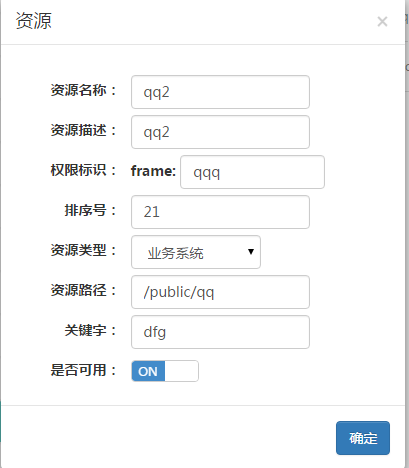 资源 ×
资源名称： qq2
资源描述： qq2
权限标识： frame: qqq
排序号： 21
资源类型： 业务系统
资源路径： /public/qq
关键字： dfg
是否可用： ON
确定